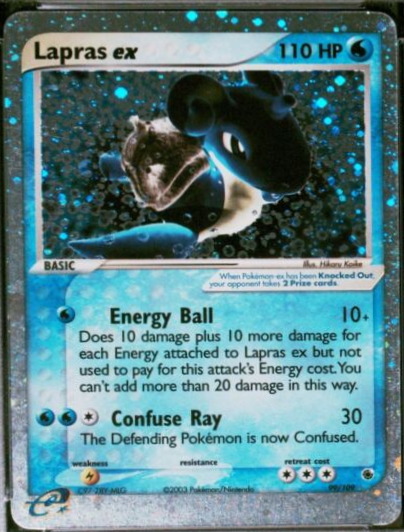 Lapras ex 110 HP
Illus. Hikaru Koike
BASIC
When Pokémon-ex has been Knocked Out,
your opponent takes 2 Prize cards.
Energy Ball 10+
Does 10 damage plus 10 more damage for
each Energy attached to Lapras ex but not
used to pay for this attack's Energy cost. You
can't add more than 20 damage in this way.
Confuse Ray 30
The Defending Pokémon is now Confused.
weakness resistance retreat cost
©2003 Pokémon/Nintendo 99/109
e